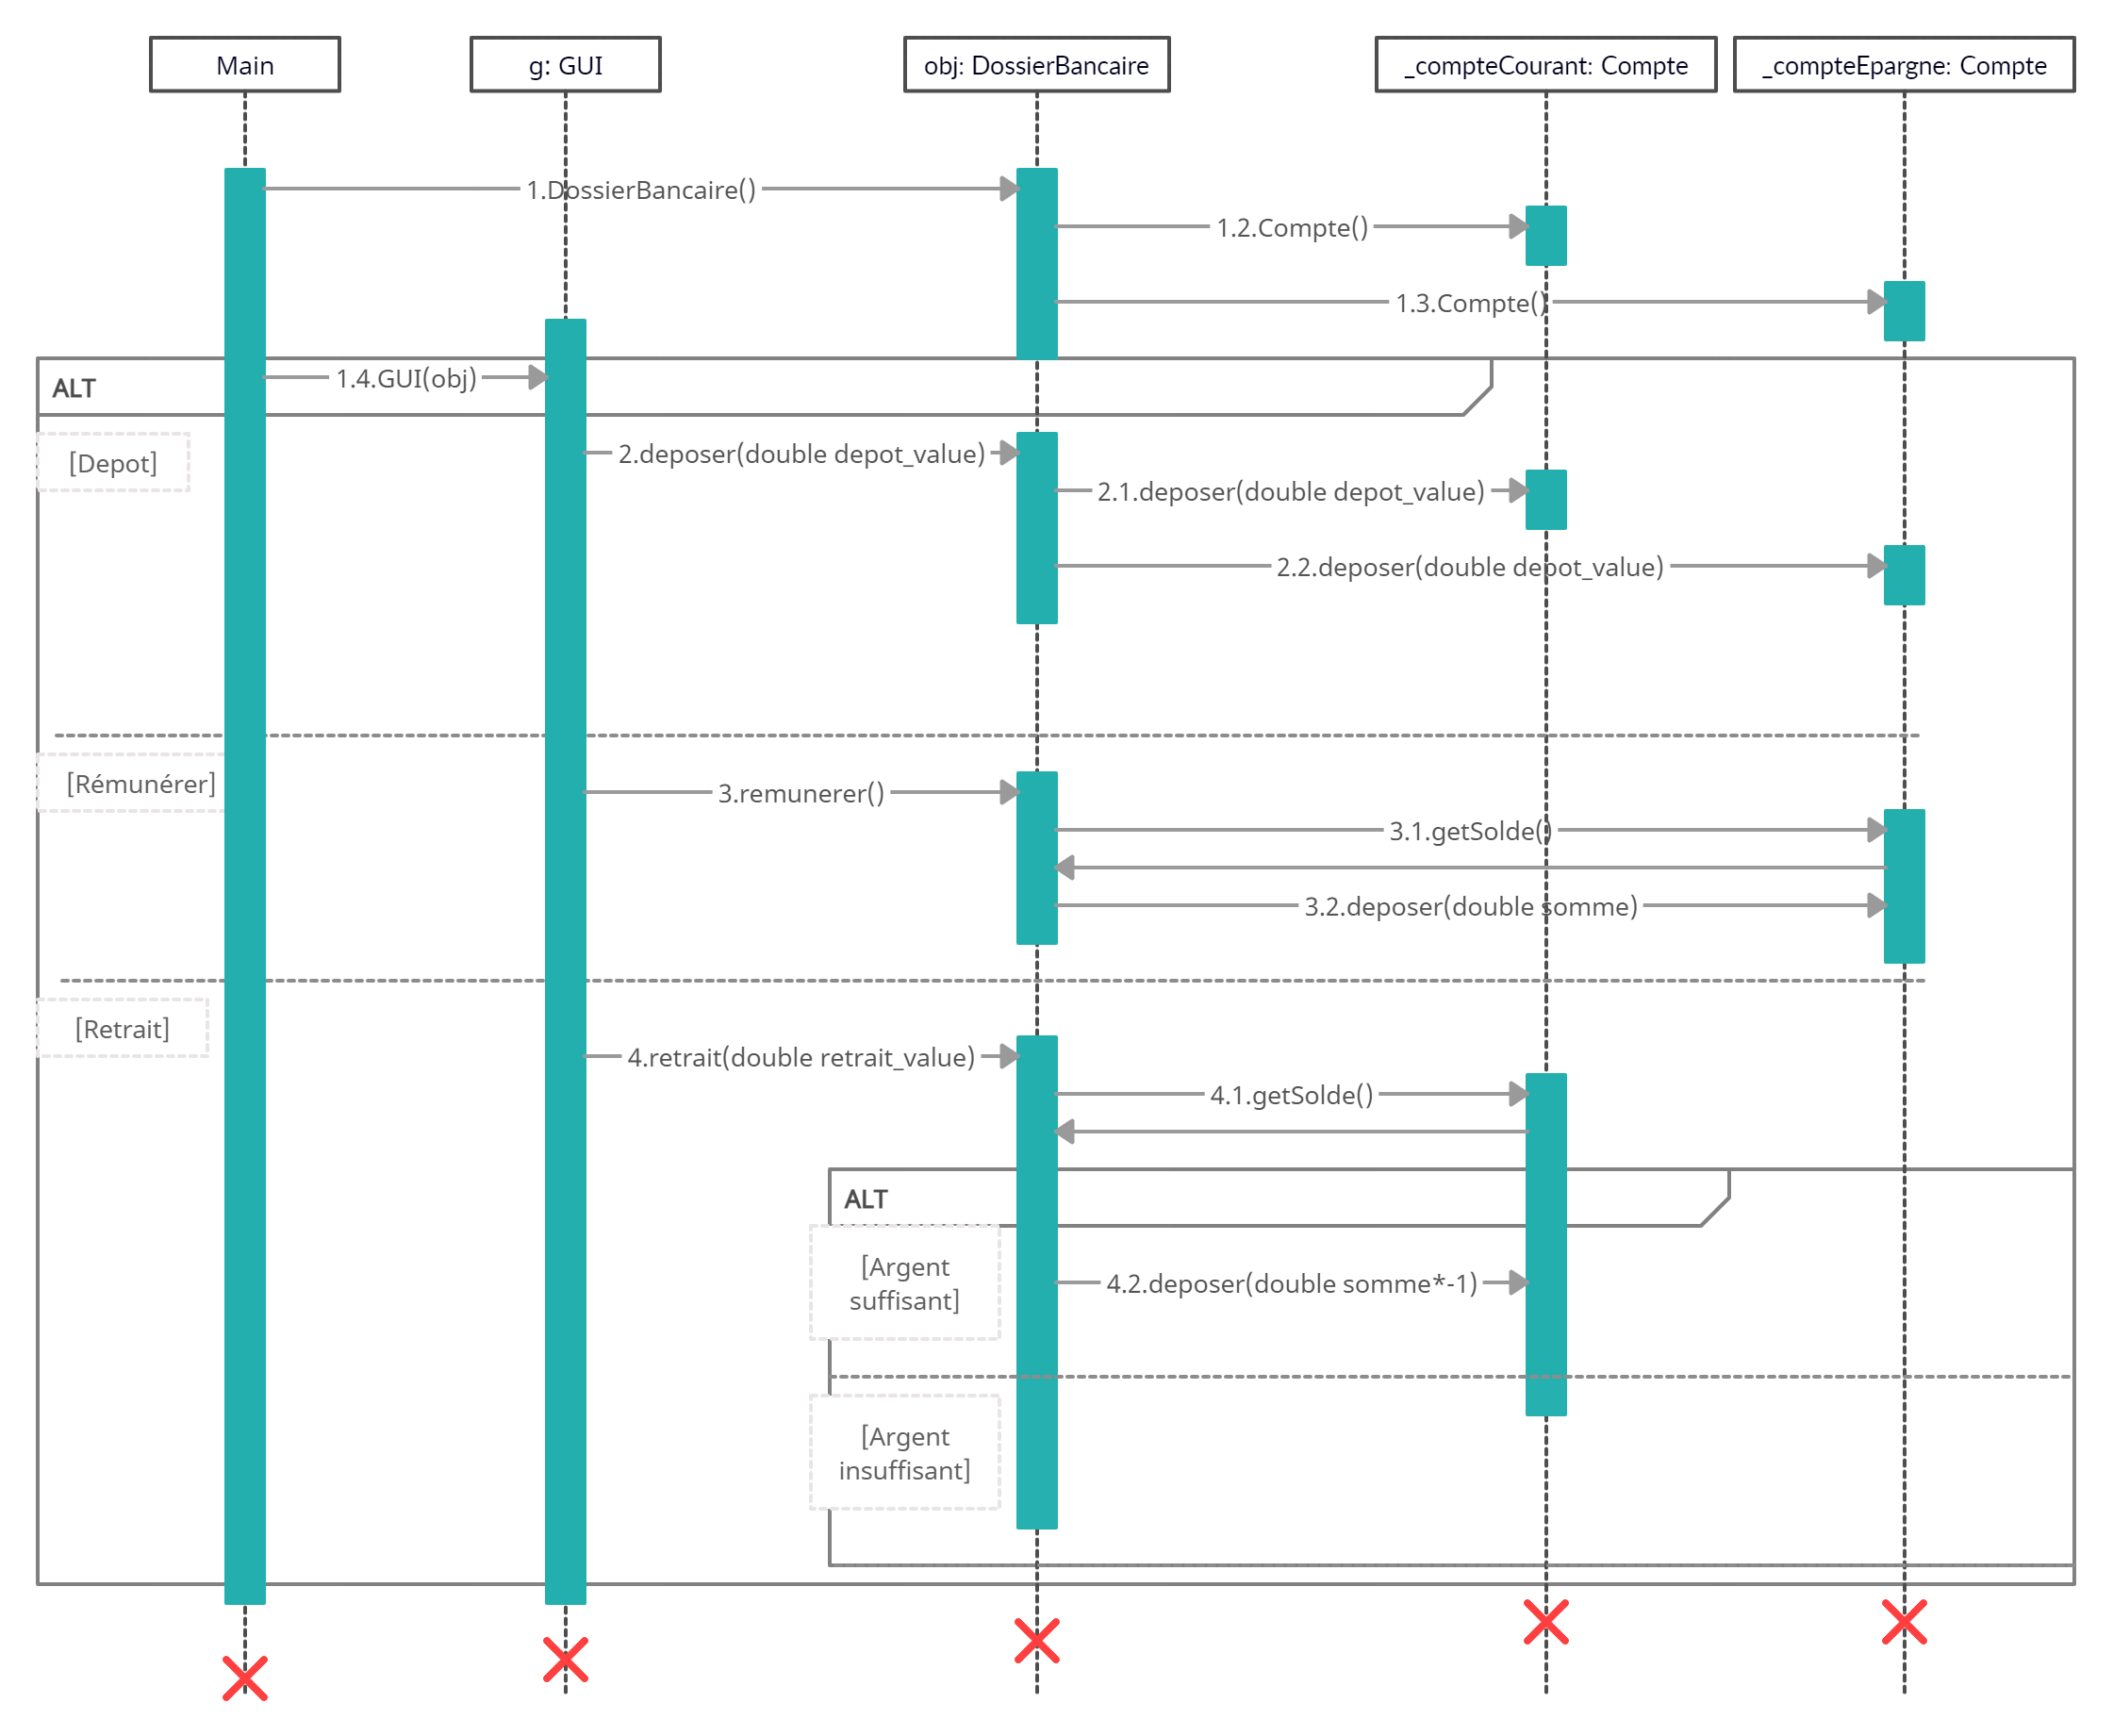 Main
g: GUI
obj: DossierBancaire
_compteCourant: Compte
_compteEpargne: Compte
1.DossierBancaire()
1.2.Compte()
1.3.Compte()
ALT
1.4.GUI(obj)
[Depot]
2.deposer(double depot_value)
2.1.deposer(double depot_value)
2.2.deposer(double depot_value)
[Rémunérer]
3.remunerer()
3.1.getSolde()
3.2.deposer(double somme)
[Retrait]
4.retrait(double retrait_value)
4.1.getSolde()
ALT
[Argent
suffisant]
4.2.deposer(double somme*-1)
[Argent
insuffisant]